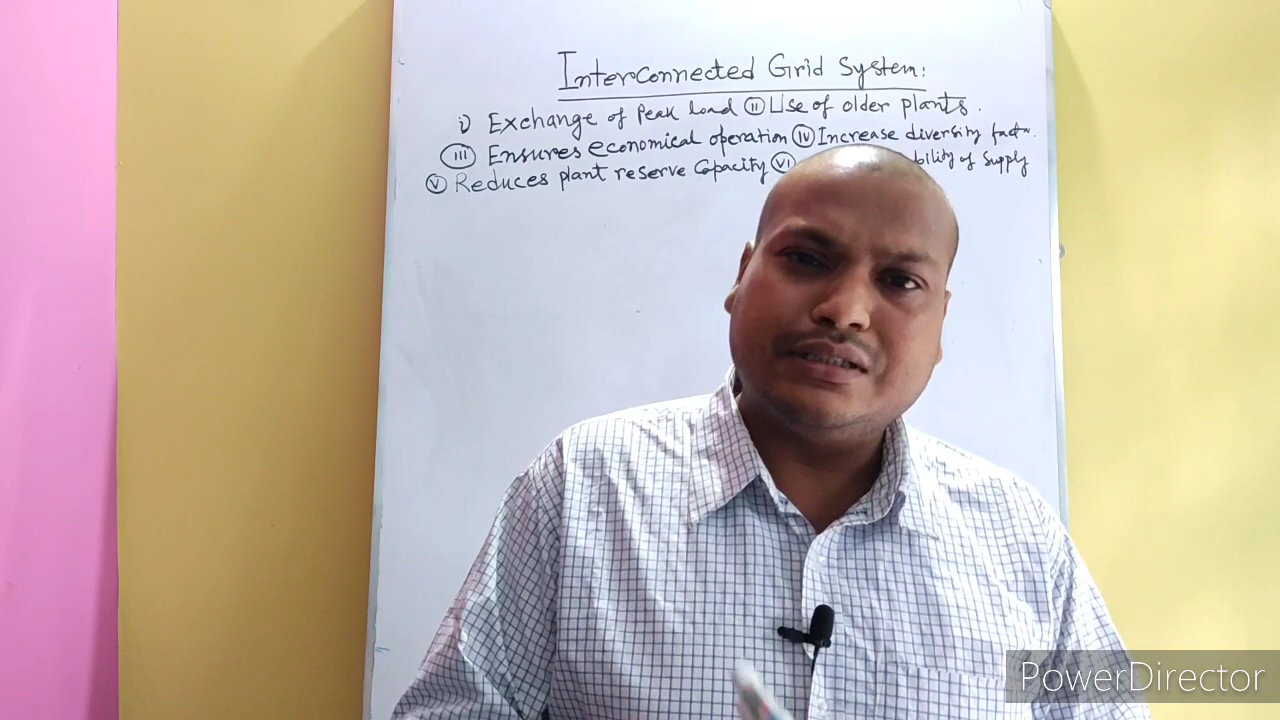 Interconnected Grid System:
i) Exchange of Peak load (II) Use of older plants.
(III) Ensures economical operation (IV) Increase diversity factor.
(V) Reduces plant reserve Capacity (VI) bility of Supply
PowerDirector